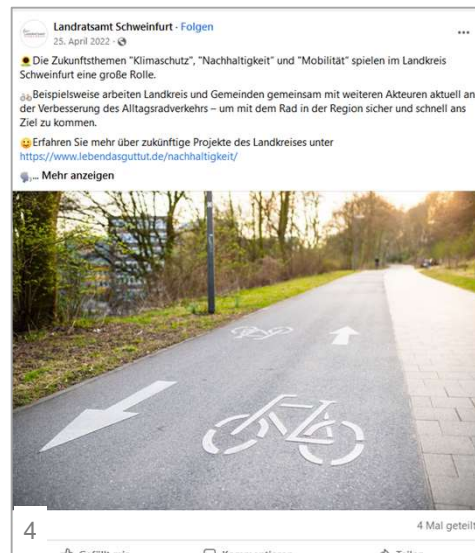 Landratsamt Schweinfurt · Folgen
25. April 2022 ·
Die Zukunftsthemen "Klimaschutz", "Nachhaltigkeit" und "Mobilität" spielen im Landkreis
Schweinfurt eine große Rolle.
Beispielsweise arbeiten Landkreis und Gemeinden gemeinsam mit weiteren Akteuren aktuell an
der Verbesserung des Alltagsradverkehrs – um mit dem Rad in der Region sicher und schnell ans
Ziel zu kommen.
Erfahren Sie mehr über zukünftige Projekte des Landkreises unter
https://www.lebendasguttut.de/nachhaltigkeit/
... Mehr anzeigen
4
4 Mal geteilt